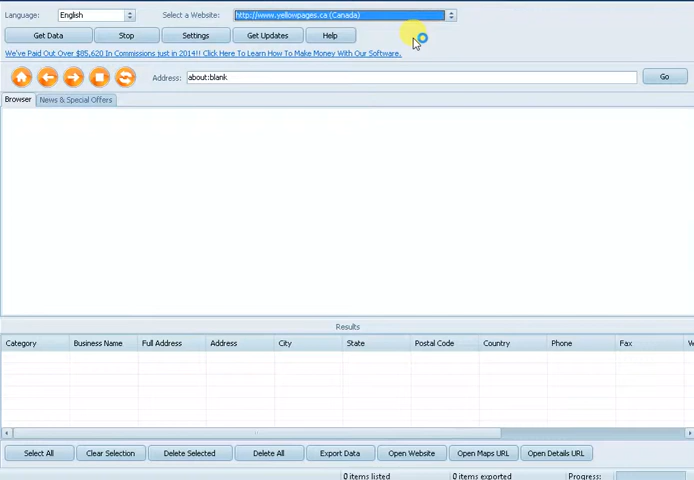 Language: English Select a Website: http://www.yellowpages.ca (Canada)
Get Data Stop Settings Get Updates Help
We've Paid Out Over $85,620 In Commissions just in 2014!! Click Here To Learn How To Make Money With Our Software.
Address: about:blank Go
Browser News & Special Offers
Results
Category Business Name Full Address Address City State Postal Code Country Phone Fax W
Select All Clear Selection Delete Selected Delete All Export Data Open Website Open Maps URL Open Details URL
0 items listed 0 items exported Progress: